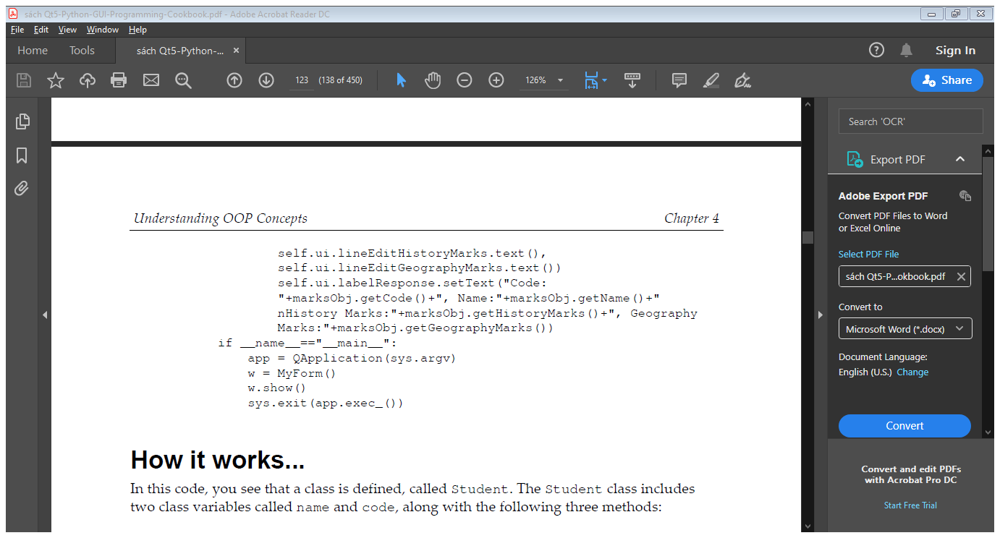 sách Qt5-Python-GUI-Programming-Cookbook.pdf - Adobe Acrobat Reader DC
File Edit View Window Help
Home Tools sách Qt5-Python-... × Sign In
123 (138 of 450) 126% Share
Search 'OCR'
Export PDF
Adobe Export PDF
Convert PDF Files to Word
or Excel Online
Select PDF File
sách Qt5-P...okbook.pdf
Convert to
Microsoft Word (*.docx)
Document Language:
English (U.S.) Change
Convert
Convert and edit PDFs
with Acrobat Pro DC
Start Free Trial
Understanding OOP Concepts Chapter 4
self.ui.lineEditHistoryMarks.text(),
self.ui.lineEditGeographyMarks.text())
self.ui.labelResponse.setText("Code:
"+marksObj.getCode()+", Name:"+marksObj.getName()+"
nHistory Marks:"+marksObj.getHistoryMarks()+", Geography
Marks:"+marksObj.getGeographyMarks())
if __name__=="__main__":
app = QApplication(sys.argv)
w = MyForm()
w.show()
sys.exit(app.exec_())
How it works...
In this code, you see that a class is defined, called Student. The Student class includes
two class variables called name and code, along with the following three methods: